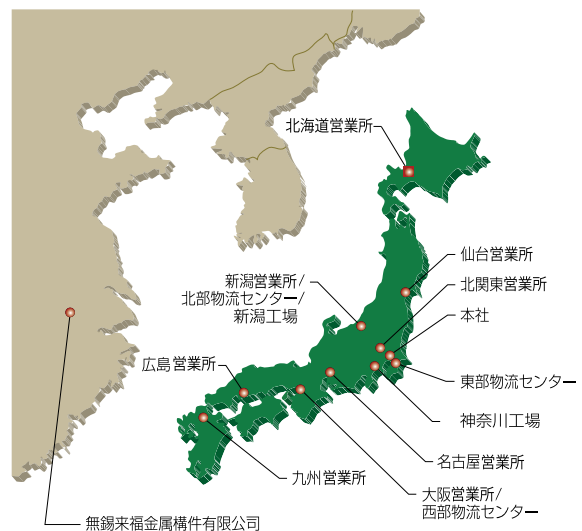 北海道営業所
仙台営業所
新潟営業所/
北部物流センター/
新潟工場
北関東営業所
本社
広島営業所
東部物流センター
神奈川工場
名古屋営業所
九州営業所
大阪営業所/
西部物流センター
無錫来福金属構件有限公司